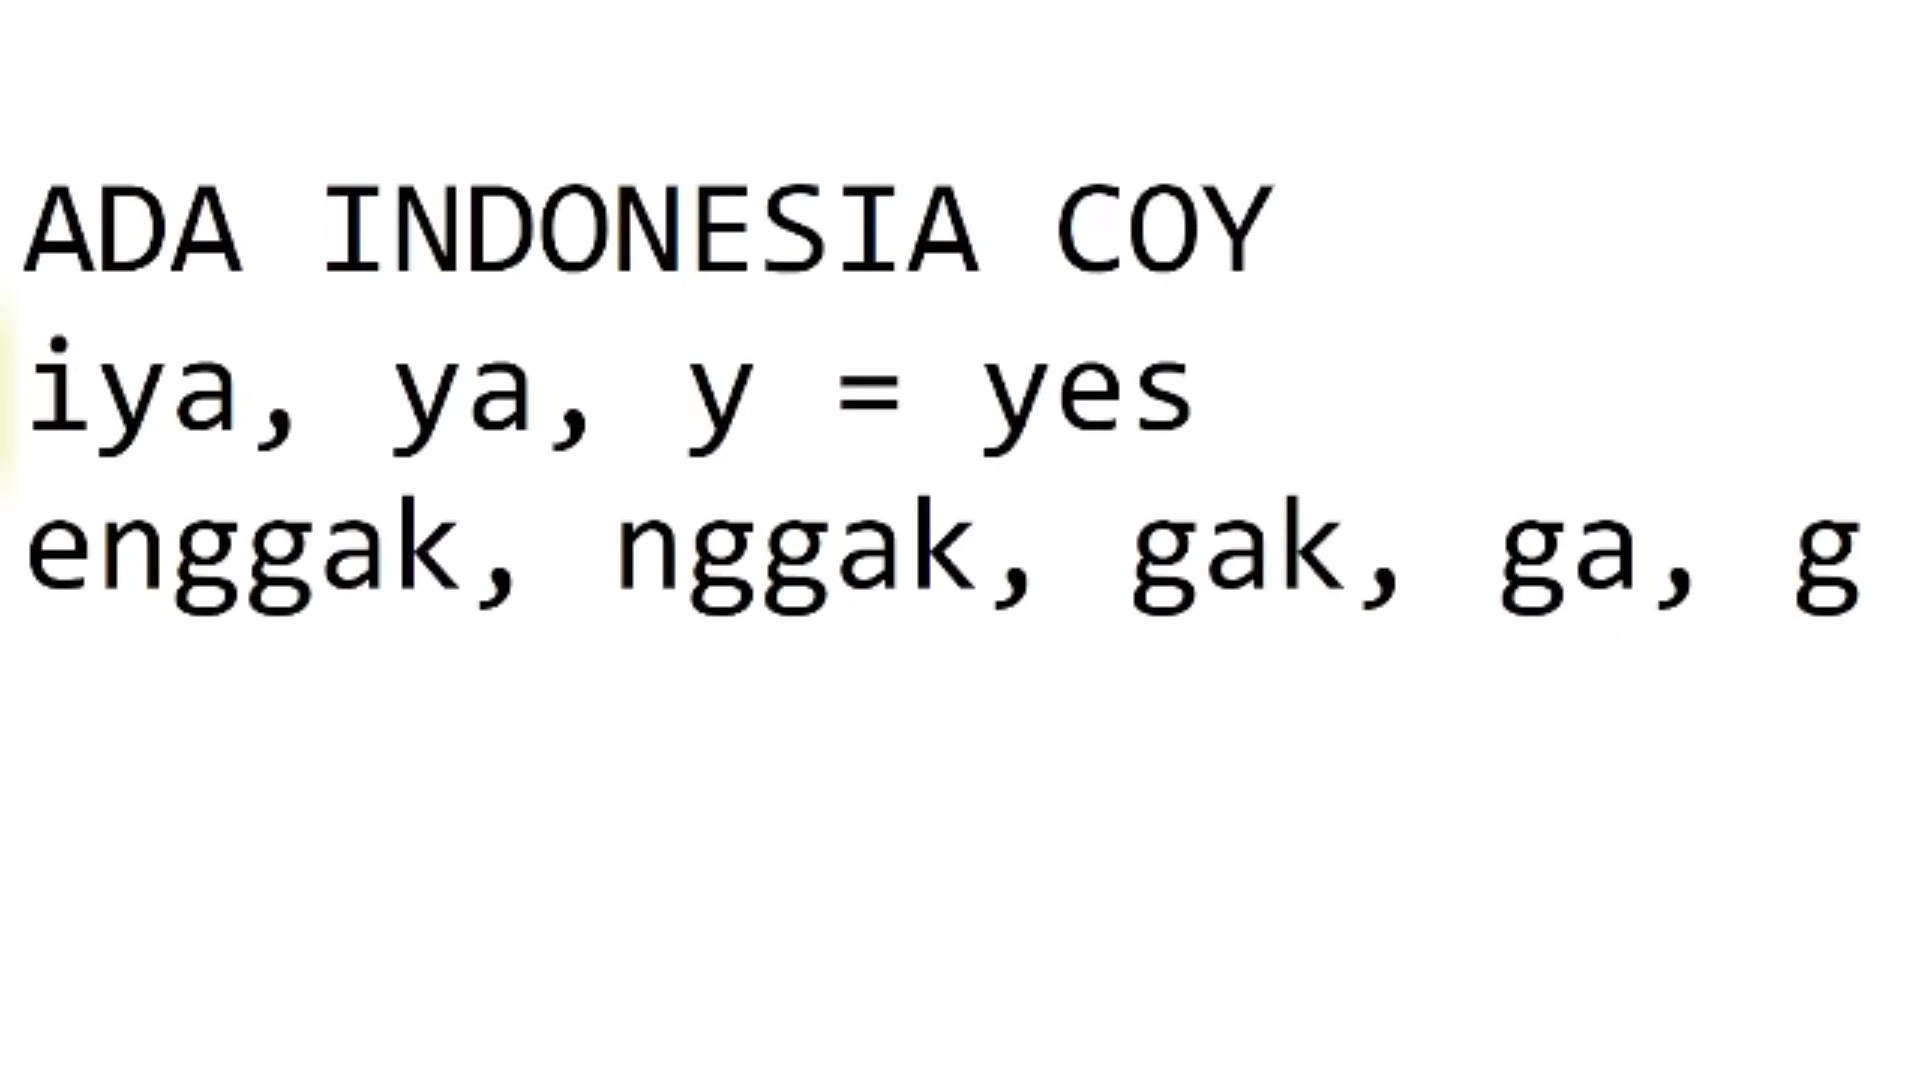 ADA INDONESIA COY
iya, ya, y = yes
enggak, nggak, gak, ga, g